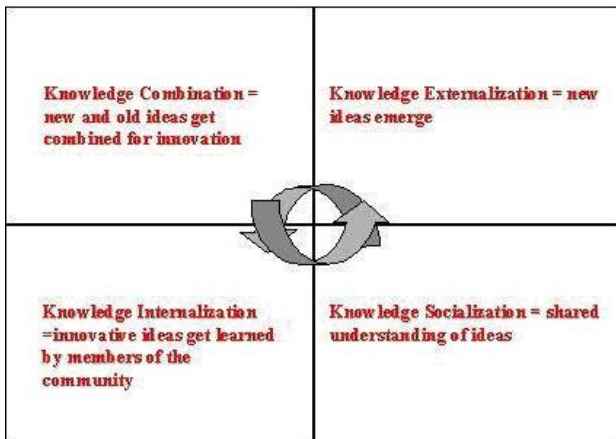 Knowledge Combination =
new and old ideas get
combined for innovation
Knowledge Externalization = new
ideas emerge
Knowledge Internalization
=innovative ideas get learned
by members of the
community
Knowledge Socialization = shared
understanding of ideas